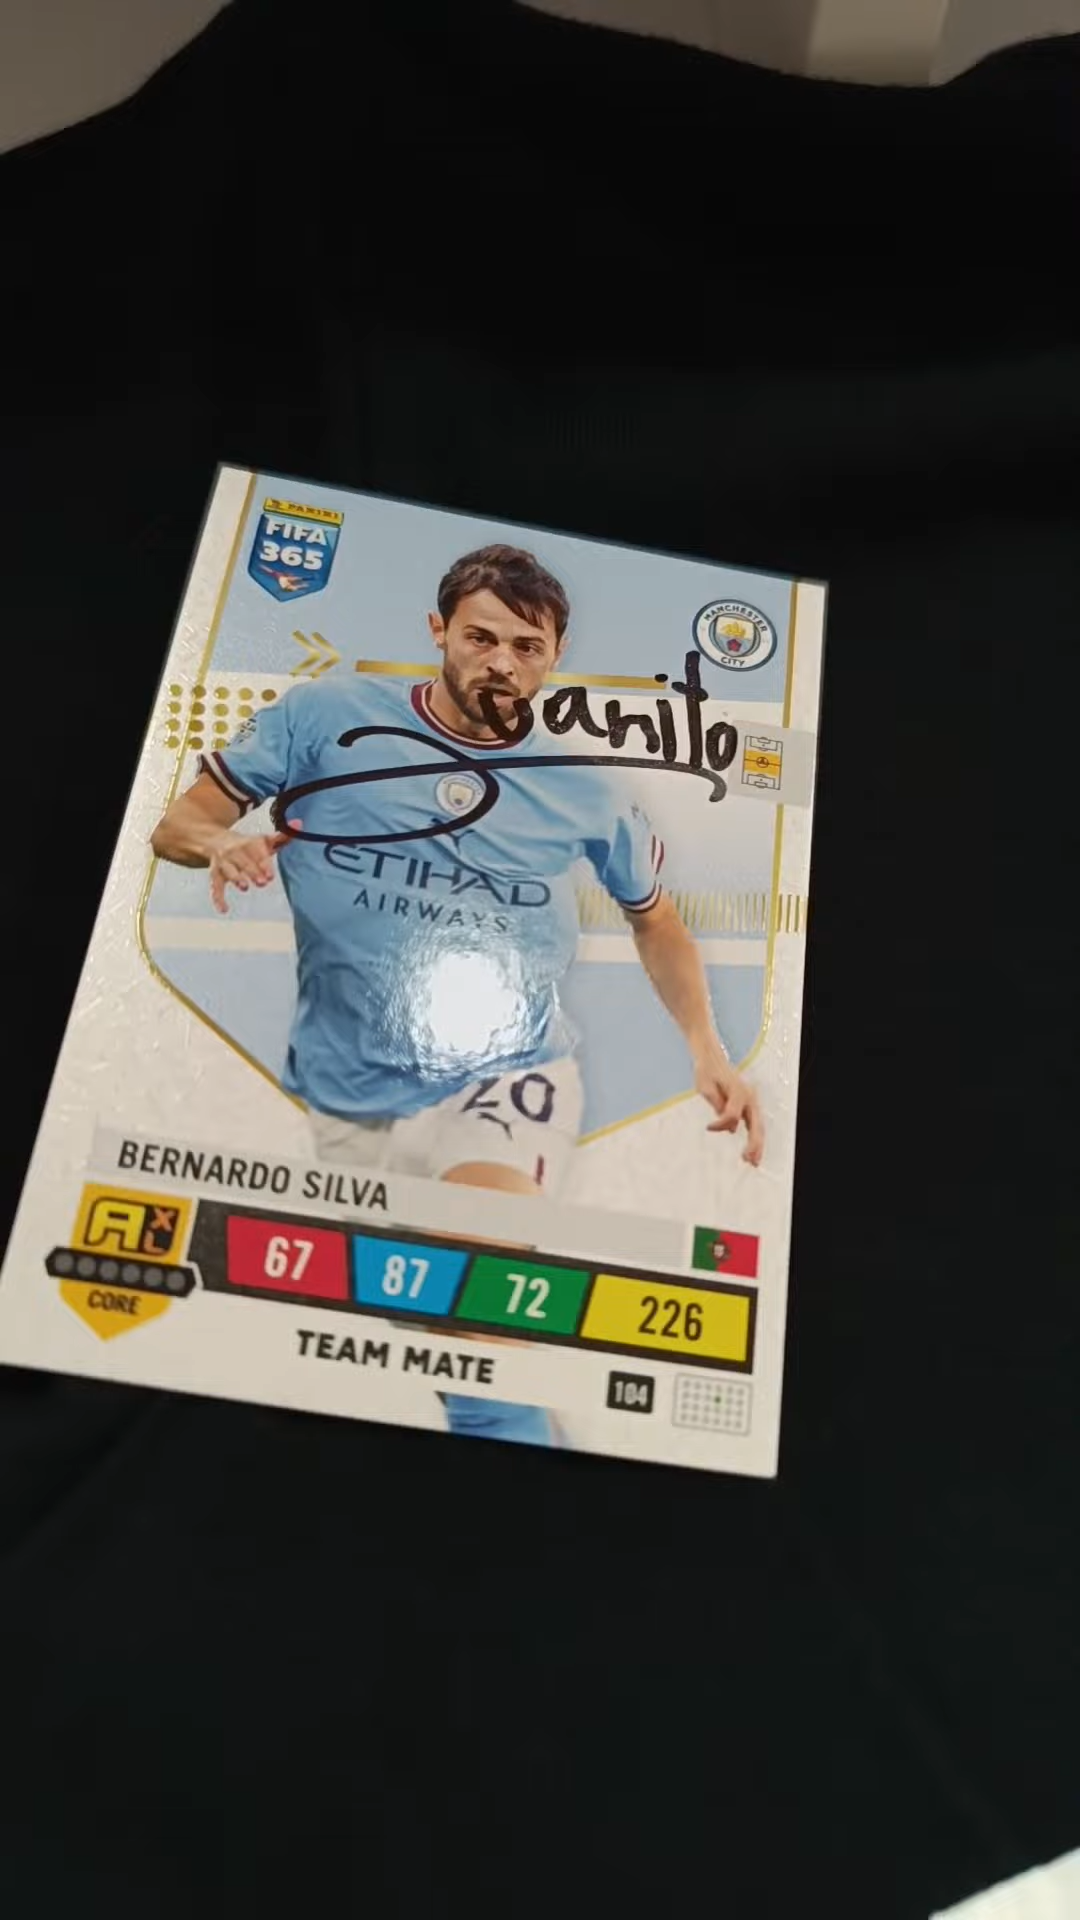 PANINI
FIFA
365
MANCHESTER
CITY
Juanito
ETIHAD
AIRWAYS
20
BERNARDO SILVA
AXL
CORE
67
87
72
226
TEAM MATE
104